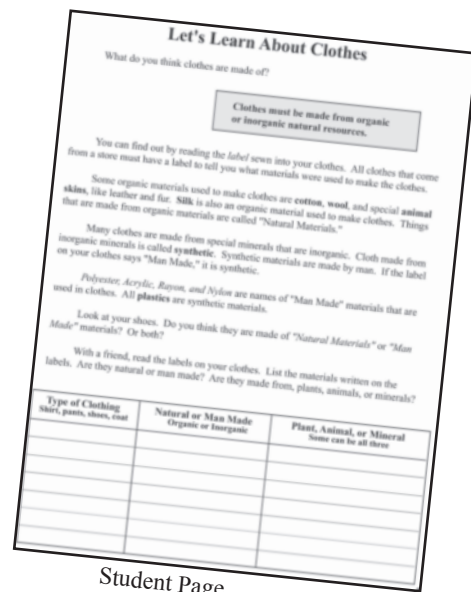 Let's Learn About Clothes
What do you think clothes are made of?
Clothes must be made from organic
or inorganic natural resources.
You can find out by reading the label sewn into your clothes. All clothes that come
from a store must have a label to tell you what materials were used to make the clothes.
Some organic materials used to make clothes are cotton, wool, and special animal
skins, like leather and fur. Silk is also an organic material used to make clothes. Things
that are made from organic materials are called "Natural Materials."
Many clothes are made from special minerals that are inorganic. Cloth made from
inorganic minerals is called synthetic. Synthetic materials are made by man. If the label
on your clothes says "Man Made," it is synthetic.
Polyester, Acrylic, Rayon, and Nylon are names of "Man Made" materials that are
used in clothes. All plastics are synthetic materials.
Look at your shoes. Do you think they are made of "Natural Materials" or "Man
Made" materials? Or both?
With a friend, read the labels on your clothes. List the materials written on the
labels. Are they natural or man made? Are they made from, plants, animals, or minerals?
Type of Clothing
Shirt, pants, shoes, coat
Natural or Man Made
Organic or Inorganic
Plant, Animal, or Mineral
Some can be all three
Student Page